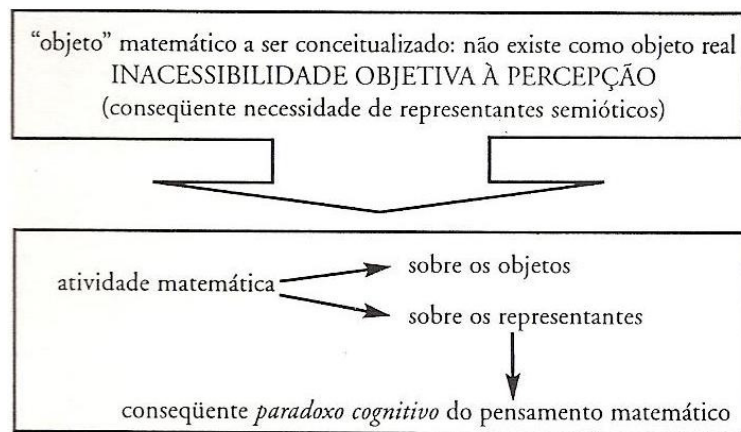 “objeto” matemático a ser conceitualizado: não existe como objeto real
INACESSIBILIDADE OBJETIVA À PERCEPÇÃO
(conseqüente necessidade de representantes semióticos)
sobre os objetos
atividade matemática
sobre os representantes
conseqüente paradoxo cognitivo do pensamento matemático